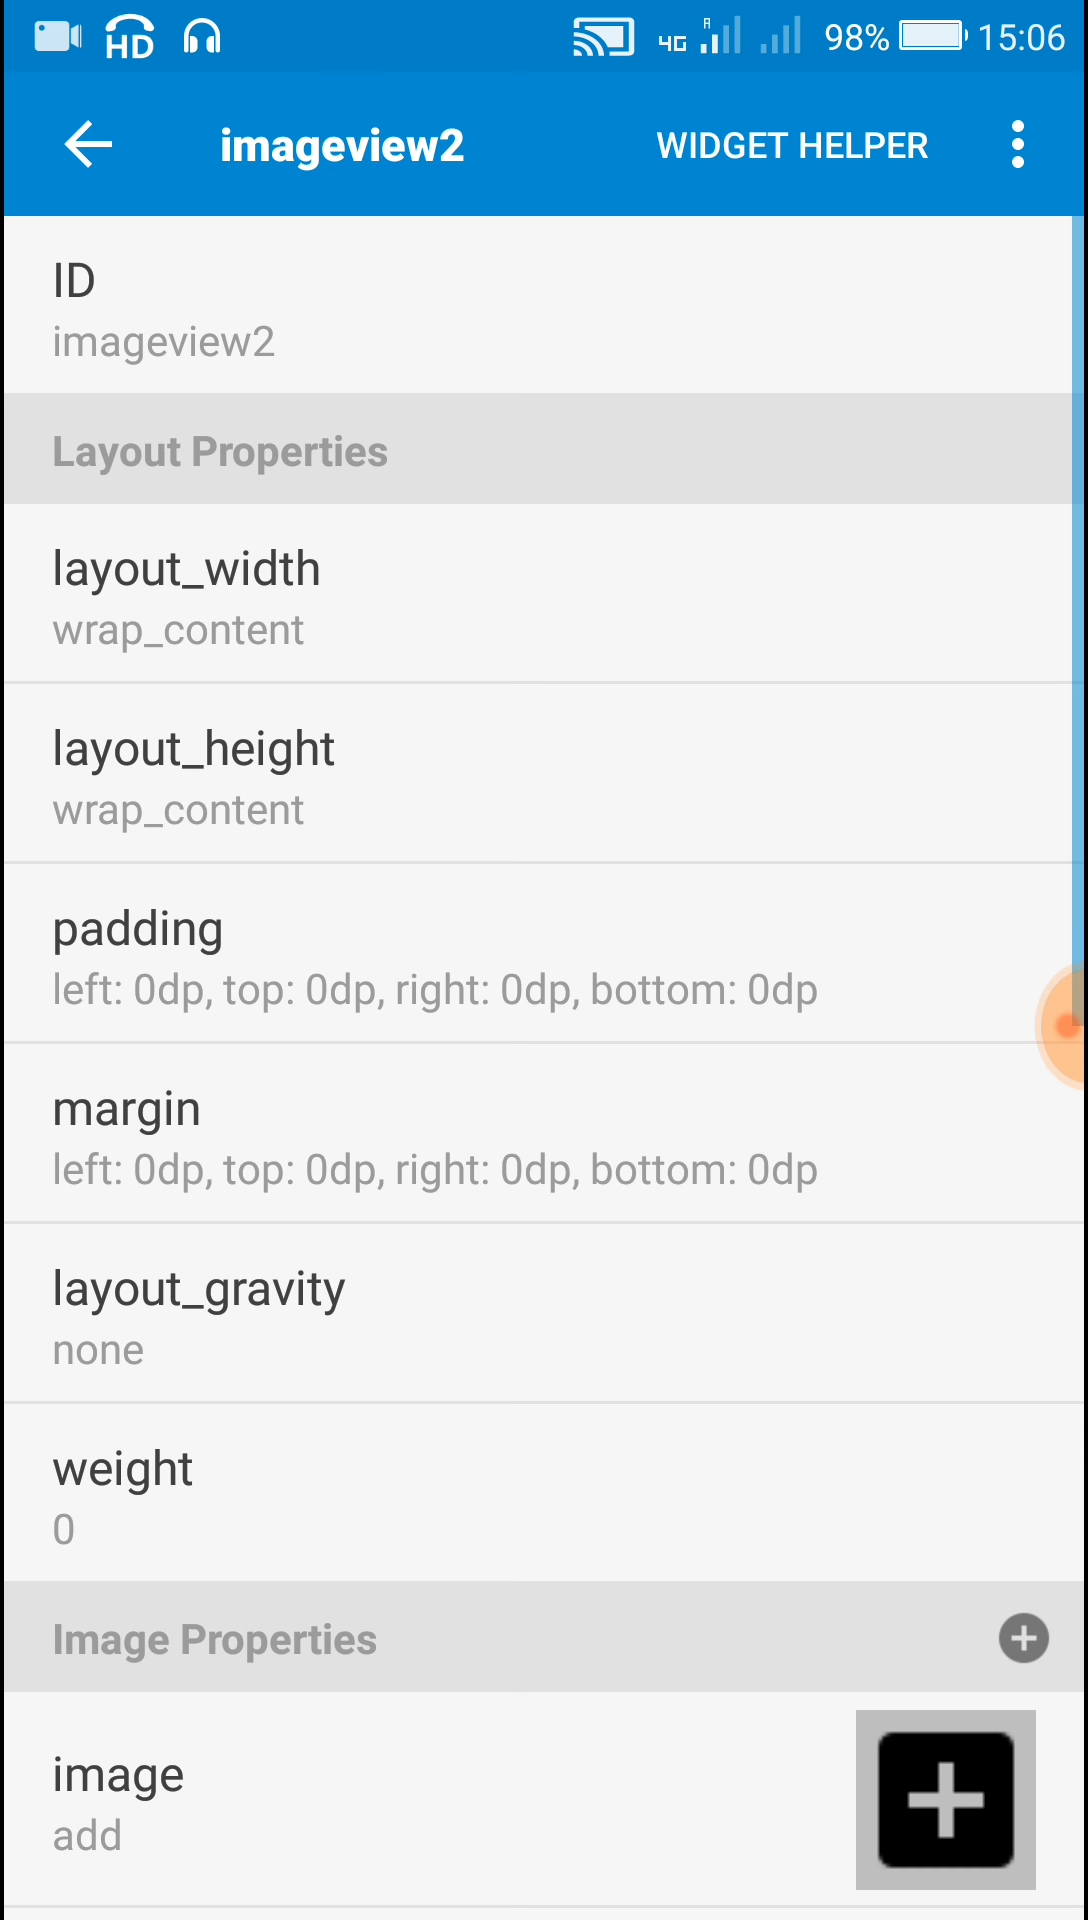 HD 4G R 98% 15:06
imageview2 WIDGET HELPER
ID
imageview2
Layout Properties
layout_width
wrap_content
layout_height
wrap_content
padding
left: 0dp, top: 0dp, right: 0dp, bottom: 0dp
margin
left: 0dp, top: 0dp, right: 0dp, bottom: 0dp
layout_gravity
none
weight
0
Image Properties
image
add